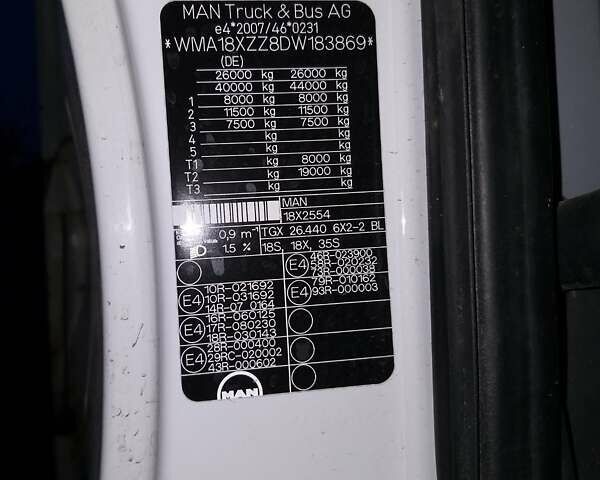 MAN Truck & Bus AG
e4*2007/46*0231
*WMA18XZZ8DW183869*
(DE)
26000 kg 26000 kg
40000 kg 44000 kg
1 8000 kg 8000 kg
2 11500 kg 11500 kg
3 7500 kg 7500 kg
4 kg kg
5 kg kg
T1 kg 8000 kg
T2 kg 19000 kg
T3 kg kg
MAN
18X2554
0,9 m⁻¹ TGX 26.440 6X2-2 BL
1.5 % 18S, 18X, 35S
E4 46R-023900
58R-020232
73R-000038
E4 10R-021692
10R-031692
14R-07 0164
E4 79R-010162
93R-000003
E4 16R-060125
17R-080230
18R-030143
E4 28R-000400
29RC-020002
43R-000602
MAN